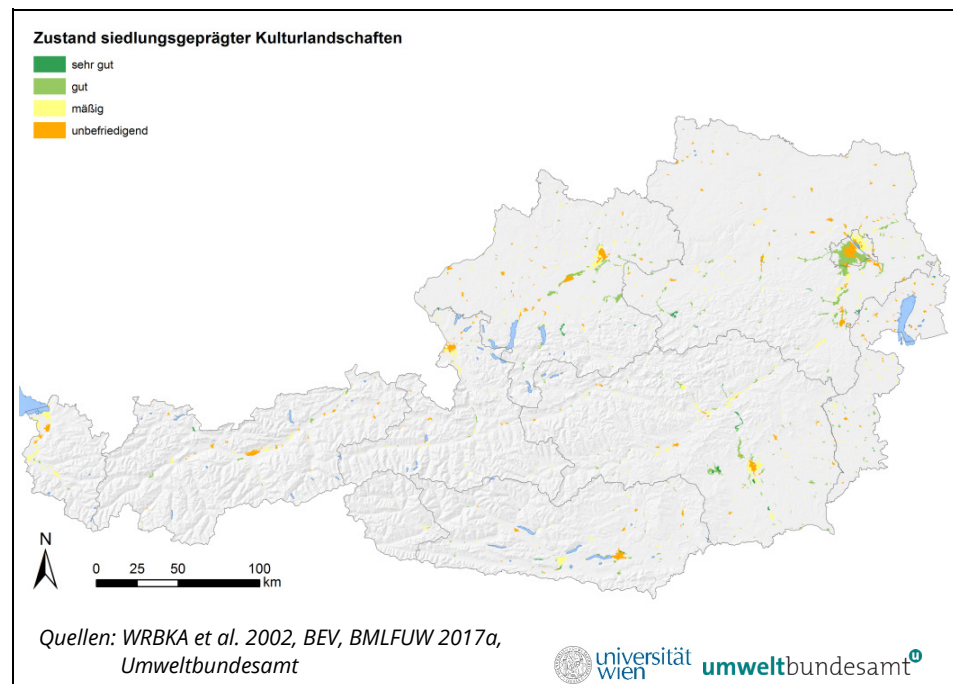 Zustand siedlungsgeprägter Kulturlandschaften
sehr gut
gut
mäßig
unbefriedigend
N
0 25 50 100
km
Quellen: WRBKA et al. 2002, BEV, BMLFUW 2017a,
Umweltbundesamt
universität
wien
umweltbundesamt u